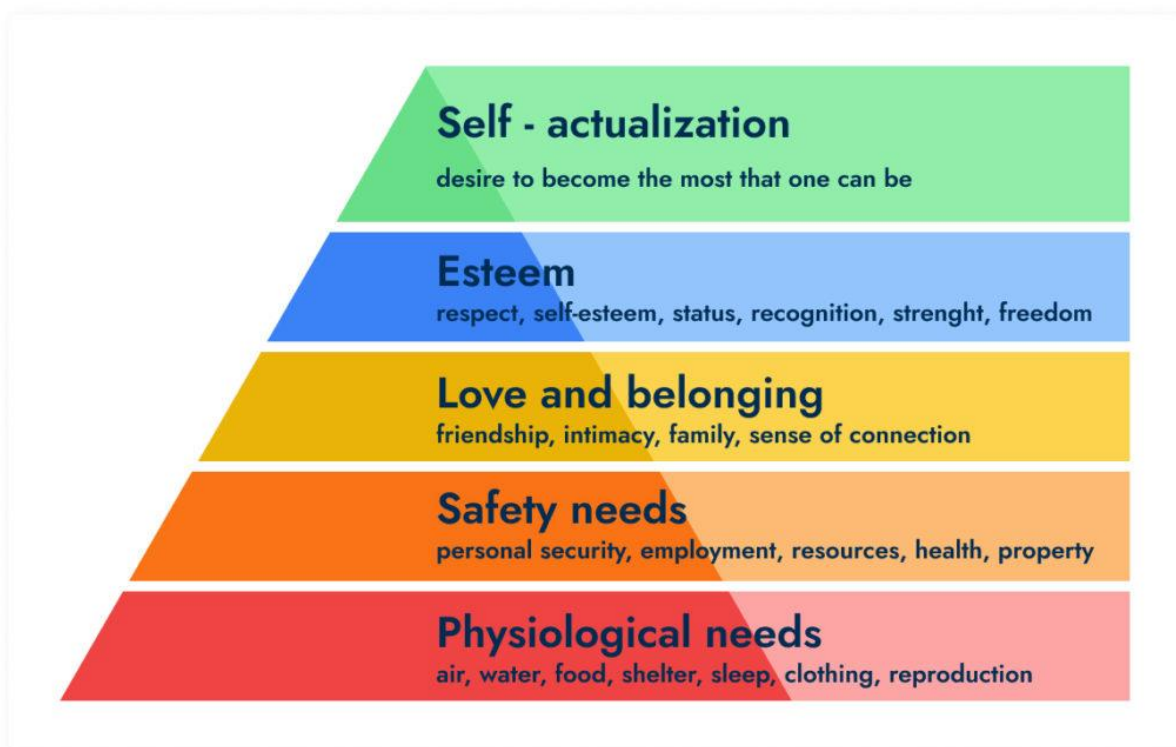 Self - actualization
desire to become the most that one can be
Esteem
respect, self-esteem, status, recognition, strenght, freedom
Love and belonging
friendship, intimacy, family, sense of connection
Safety needs
personal security, employment, resources, health, property
Physiological needs
air, water, food, shelter, sleep, clothing, reproduction